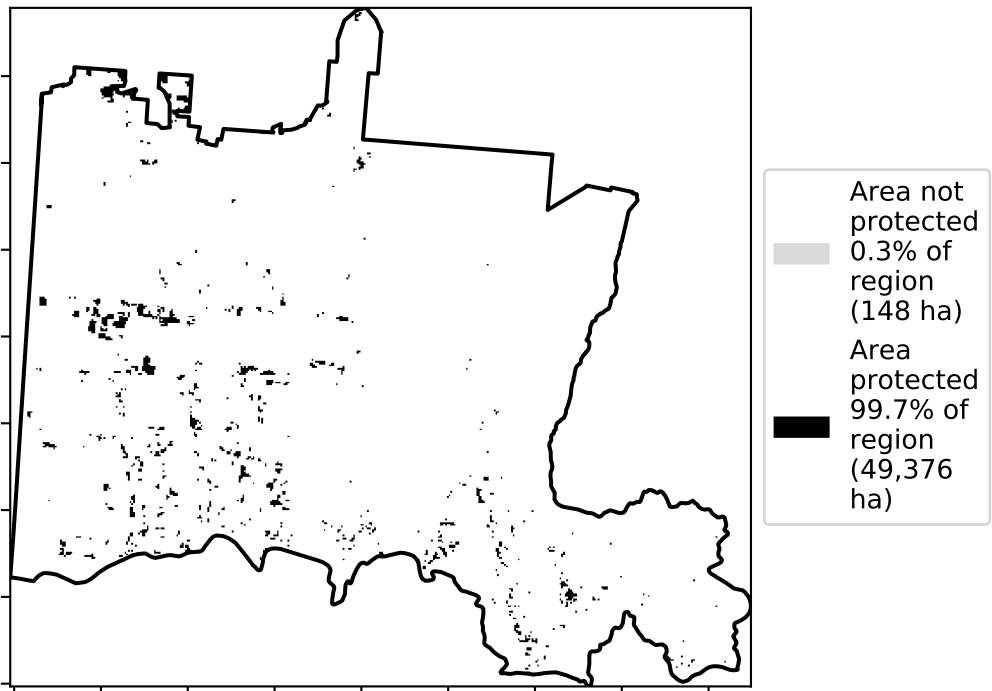 Area not
protected
0.3% of
region
(148 ha)
Area
protected
99.7% of
region
(49,376
ha)